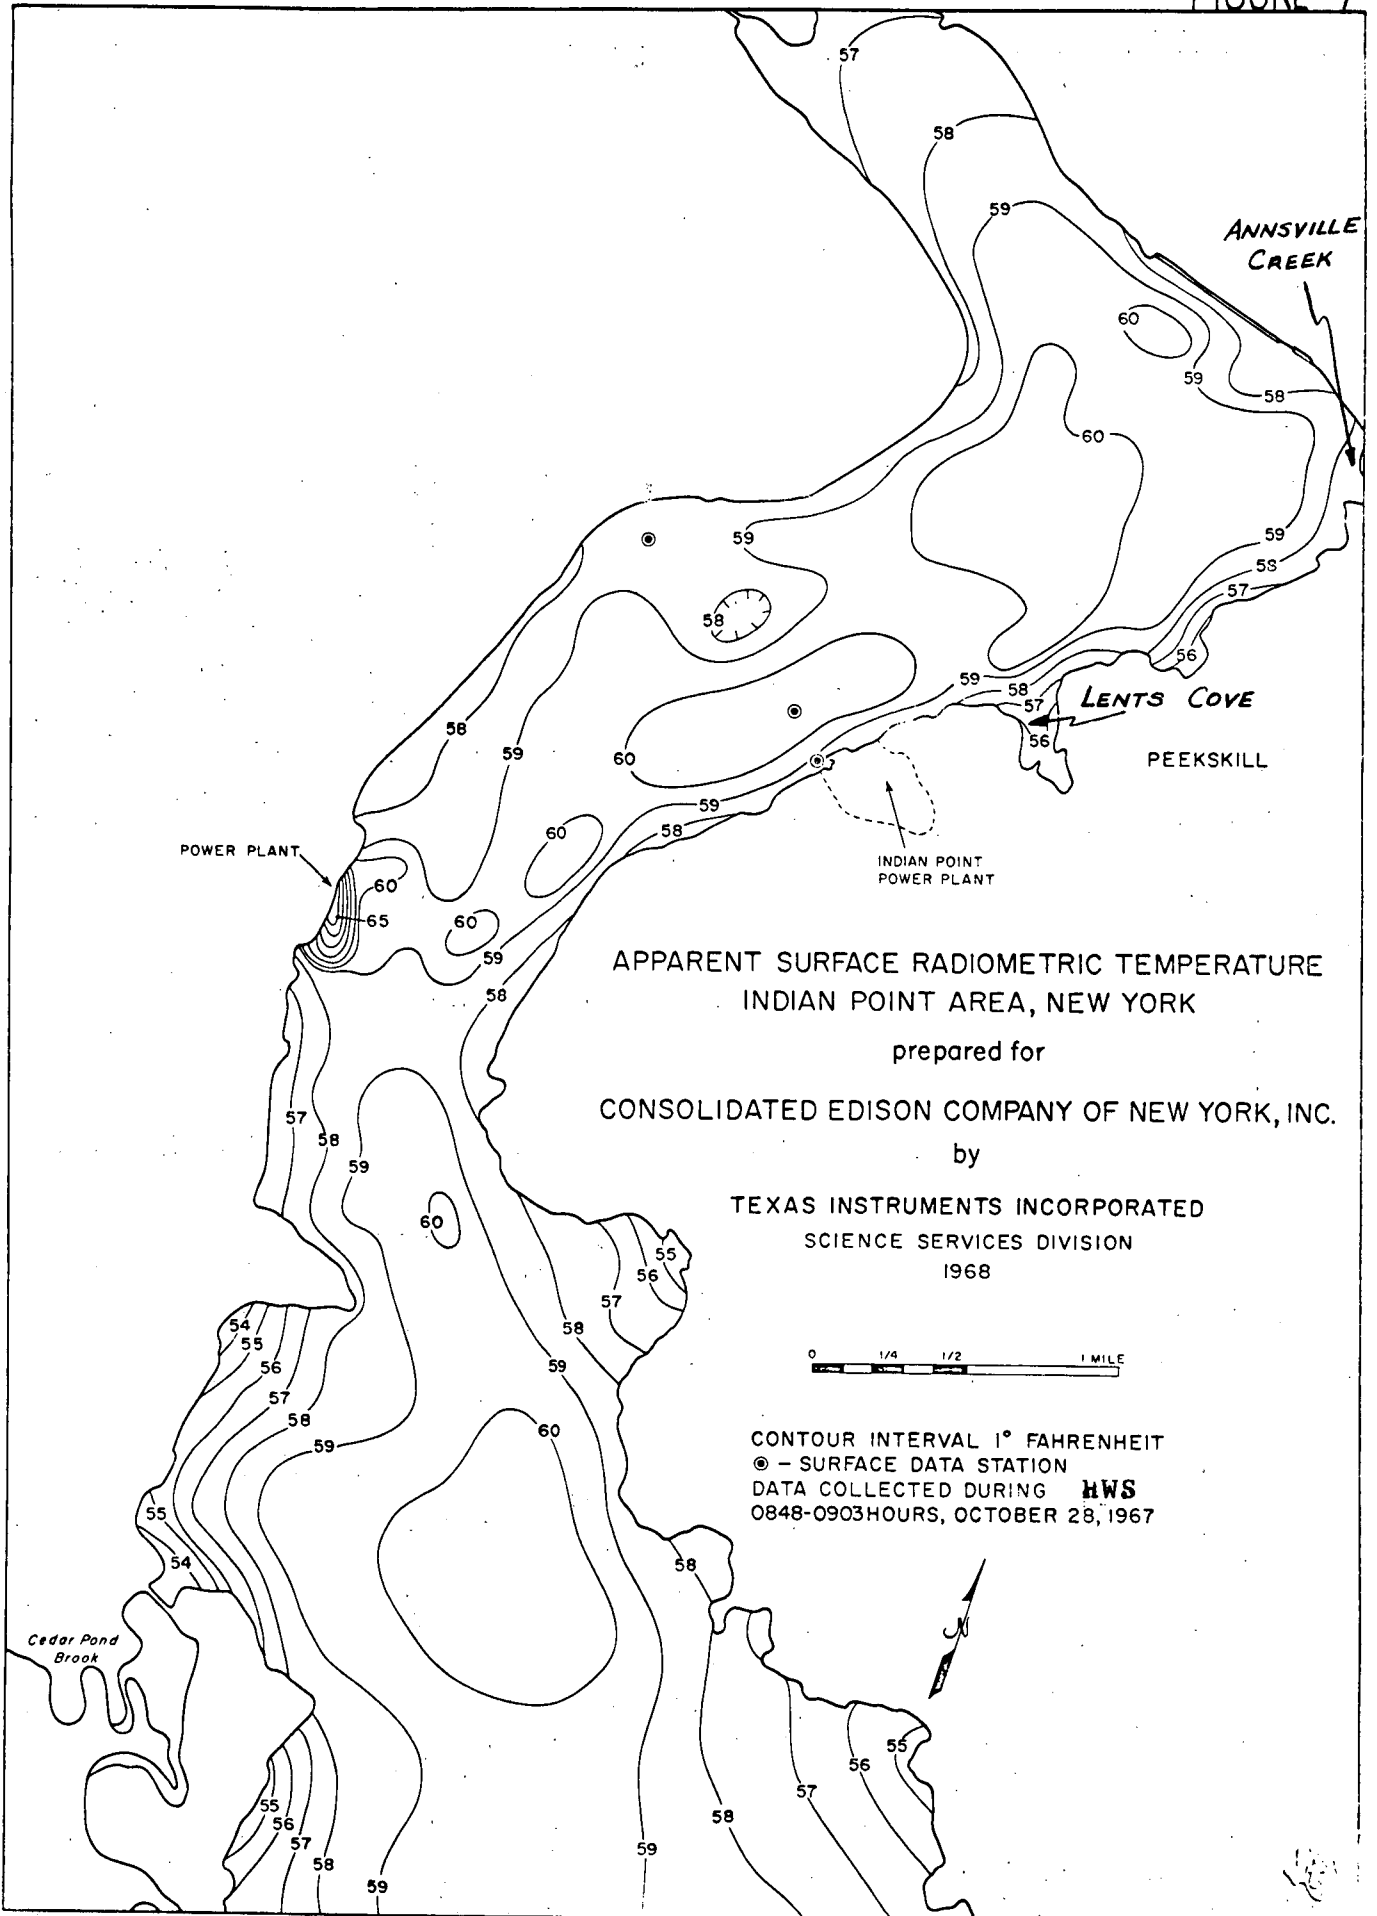 FIGURE 7
57
58
59
ANNSVILLE
CREEK
60
59
58
60
59
59
58
57
58
56
59
58
57
LENTS COVE
56
PEEKSKILL
58
59
60
59
58
60
POWER PLANT
INDIAN POINT
POWER PLANT
60
65
60
59
58
APPARENT SURFACE RADIOMETRIC TEMPERATURE
INDIAN POINT AREA, NEW YORK
prepared for
CONSOLIDATED EDISON COMPANY OF NEW YORK, INC.
by
TEXAS INSTRUMENTS INCORPORATED
SCIENCE SERVICES DIVISION
1968
57
58
59
60
55
56
57
58
59
54
55
56
57
58
59
60
0 1/4 1/2 1 MILE
CONTOUR INTERVAL 1° FAHRENHEIT
◉ – SURFACE DATA STATION
DATA COLLECTED DURING HWS
0848-0903 HOURS, OCTOBER 28, 1967
55
54
58
N
Cedar Pond
Brook
55
56
57
58
59
55
56
57
58
59